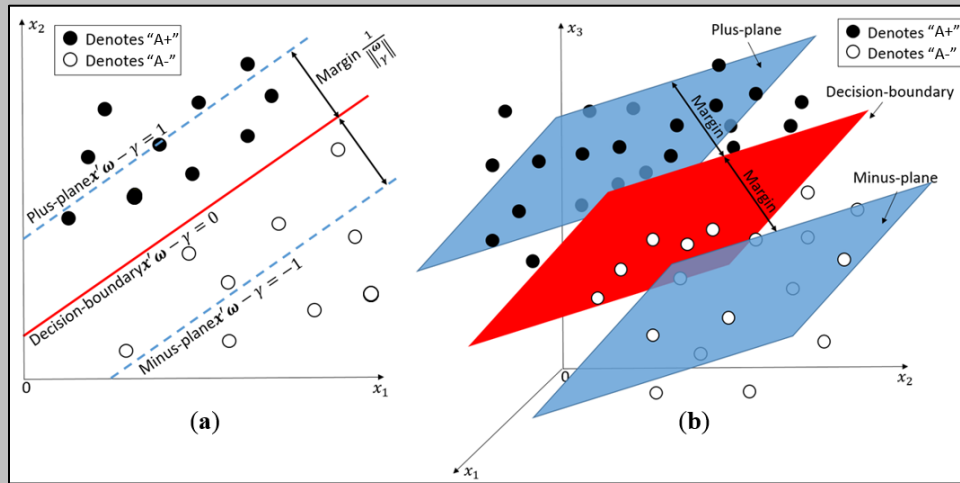 x₂
Denotes “A+”
Denotes “A-”
Margin 1/‖ω γ‖
Plus-plane x′ω − γ = 1
Decision-boundary x′ω − γ = 0
Minus-plane x′ω − γ = −1
0
x₁
(a)
x₃
Plus-plane
Denotes “A+”
Denotes “A-”
Decision-boundary
Margin
Margin
Minus-plane
0
x₂
(b)
x₁